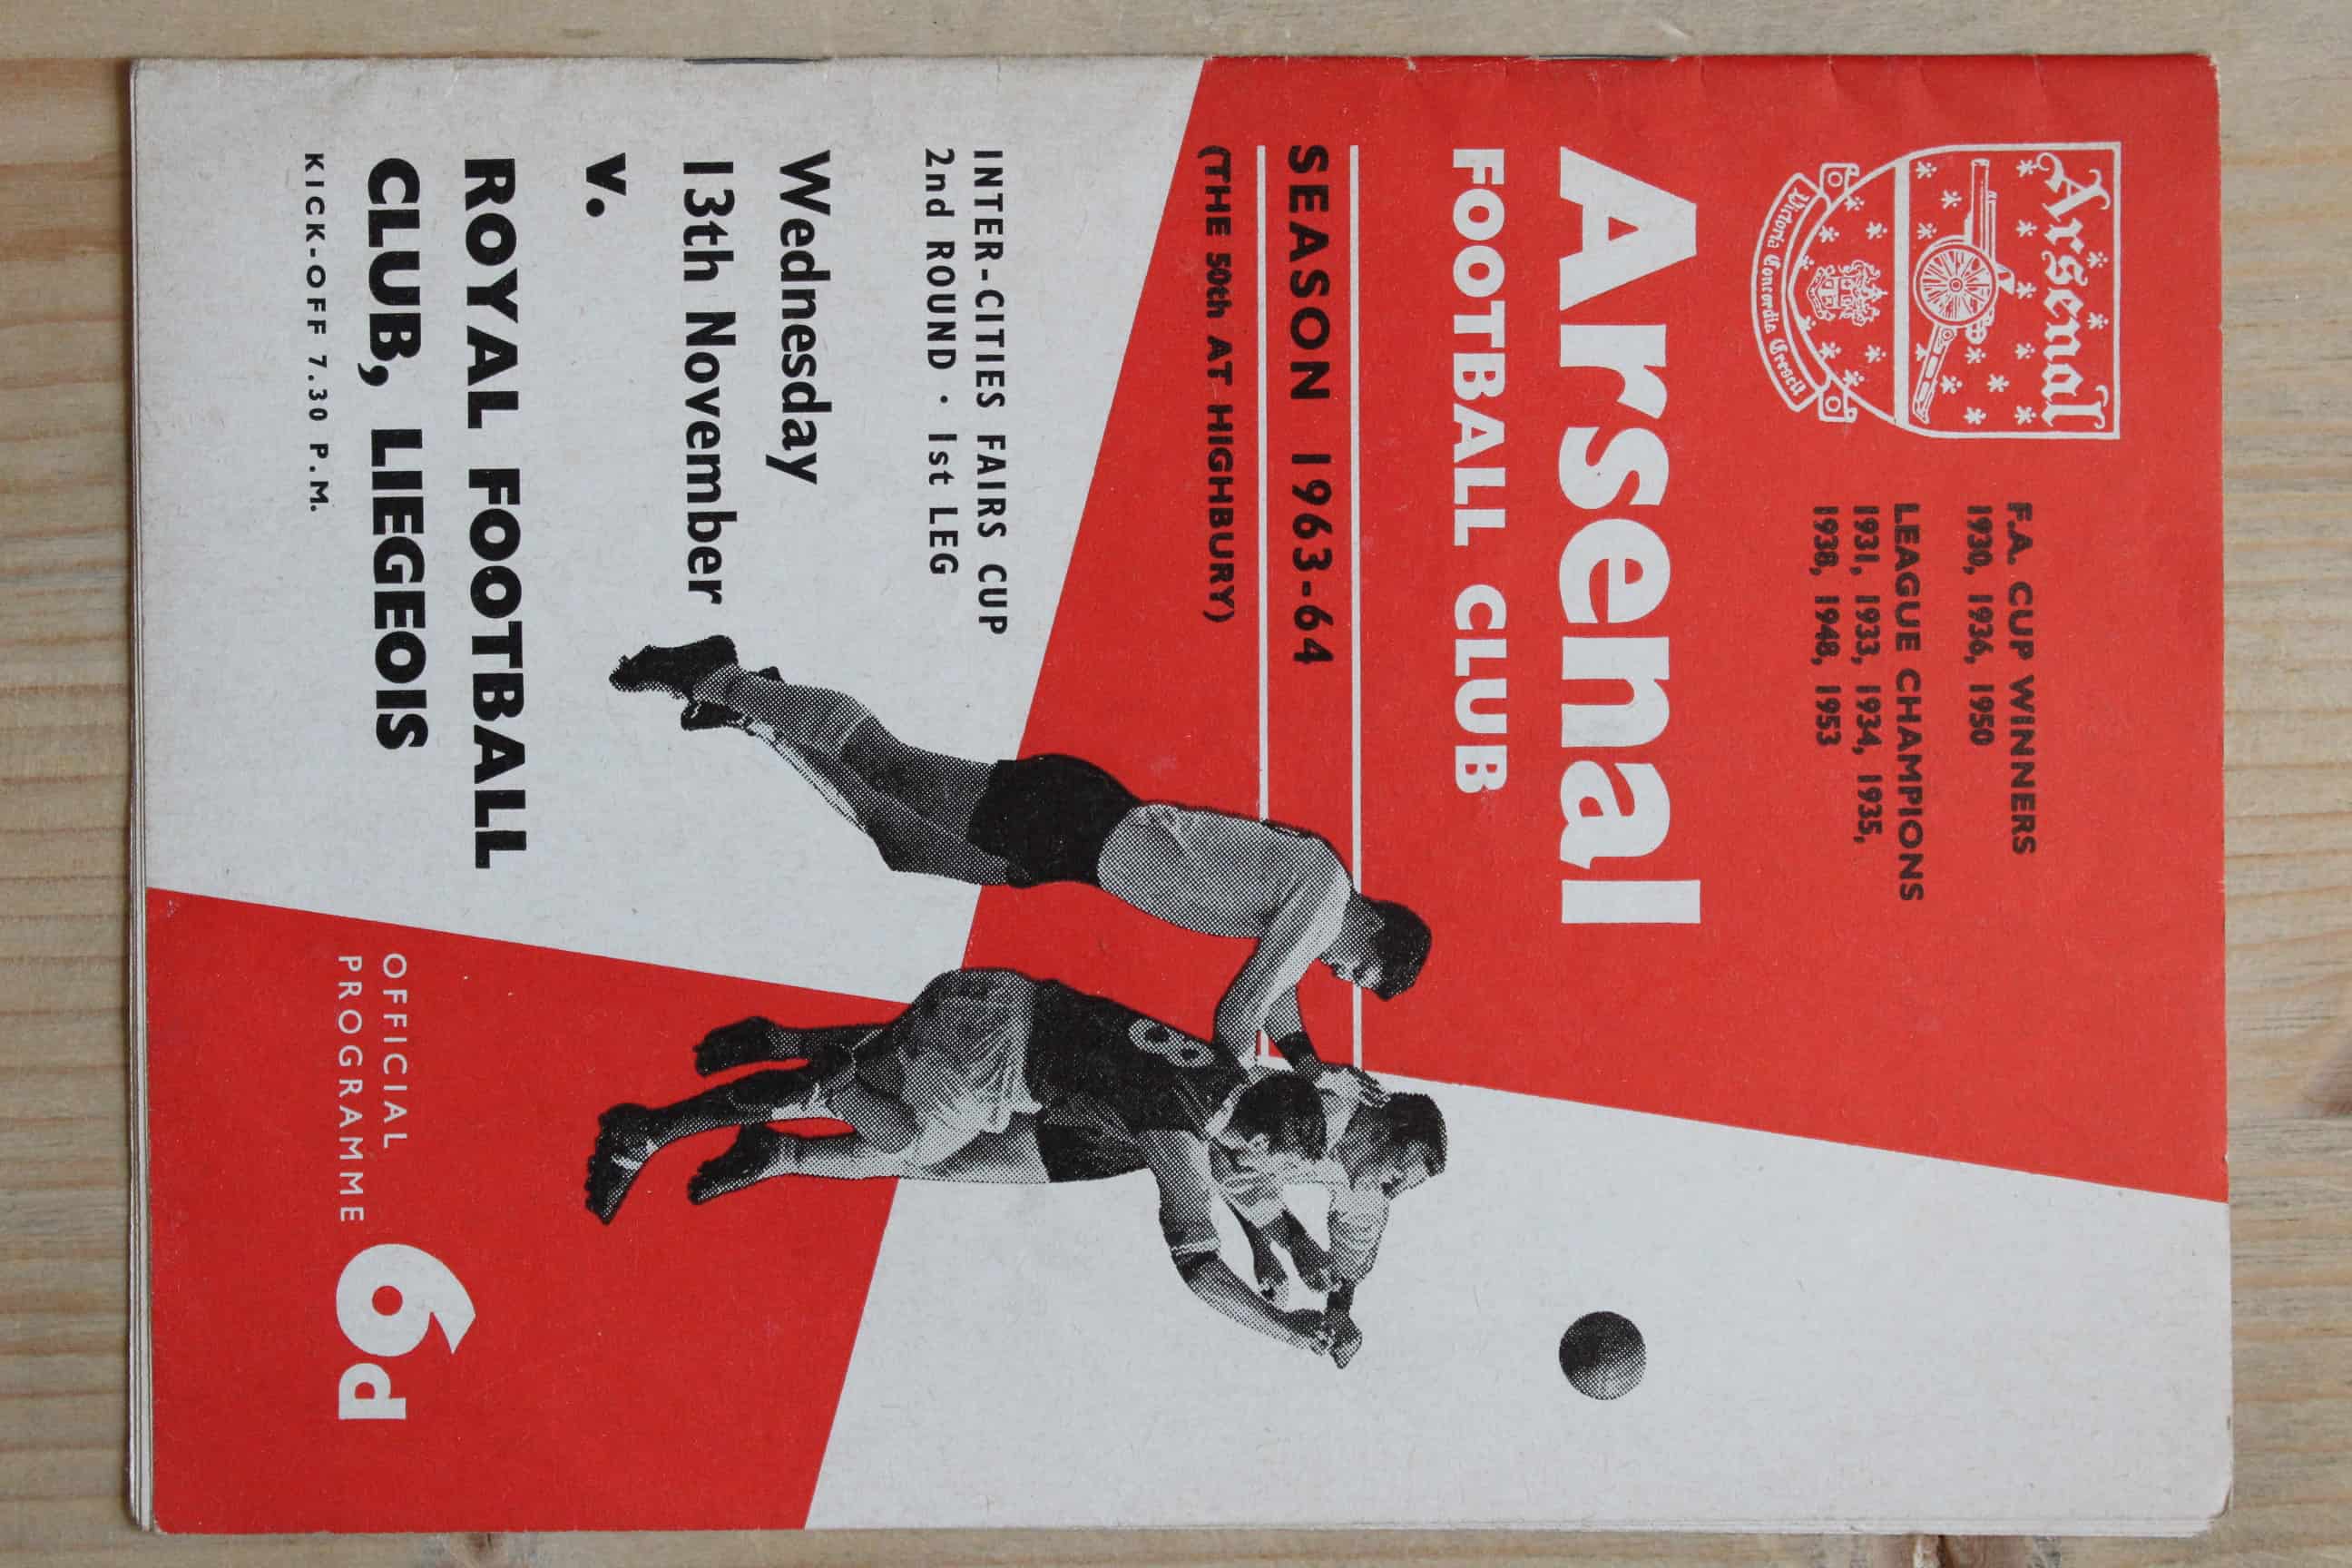 Arsenal
Victoria Concordia Crescit
F.A. CUP WINNERS
1930, 1936, 1950
LEAGUE CHAMPIONS
1931, 1933, 1934, 1935,
1938, 1948, 1953
Arsenal
FOOTBALL CLUB
SEASON 1963-64
(THE 50th AT HIGHBURY)
INTER-CITIES FAIRS CUP
2nd ROUND · 1st LEG
Wednesday
13th November
v.
ROYAL FOOTBALL
CLUB, LIEGEOIS
KICK-OFF 7.30 P.M.
8
OFFICIAL
PROGRAMME
6d